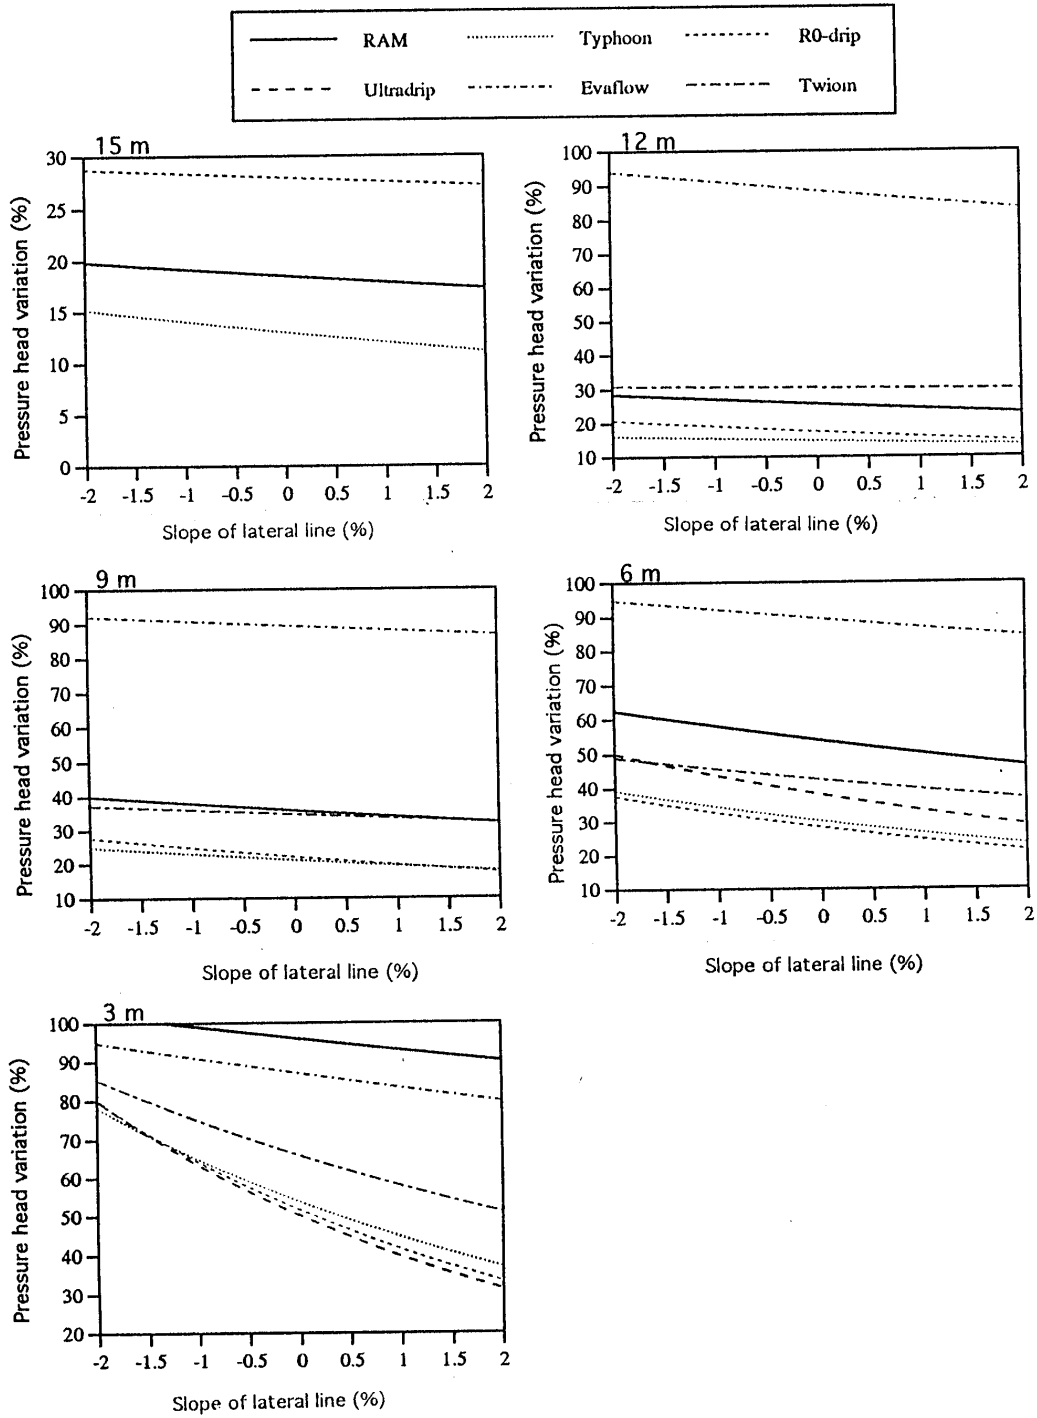 RAM Typhoon R0-drip
Ultradrip Evaflow Twiom
15 m
Pressure head variation (%)
30
25
20
15
10
5
0
-2 -1.5 -1 -0.5 0 0.5 1 1.5 2
Slope of lateral line (%)
12 m
Pressure head variation (%)
100
90
80
70
60
50
40
30
20
10
-2 -1.5 -1 -0.5 0 0.5 1 1.5 2
Slope of lateral line (%)
9 m
Pressure head variation (%)
100
90
80
70
60
50
40
30
20
10
-2 -1.5 -1 -0.5 0 0.5 1 1.5 2
Slope of lateral line (%)
6 m
Pressure head variation (%)
100
90
80
70
60
50
40
30
20
10
-2 -1.5 -1 -0.5 0 0.5 1 1.5 2
Slope of lateral line (%)
3 m
Pressure head variation (%)
100
90
80
70
60
50
40
30
20
-2 -1.5 -1 -0.5 0 0.5 1 1.5 2
Slope of lateral line (%)